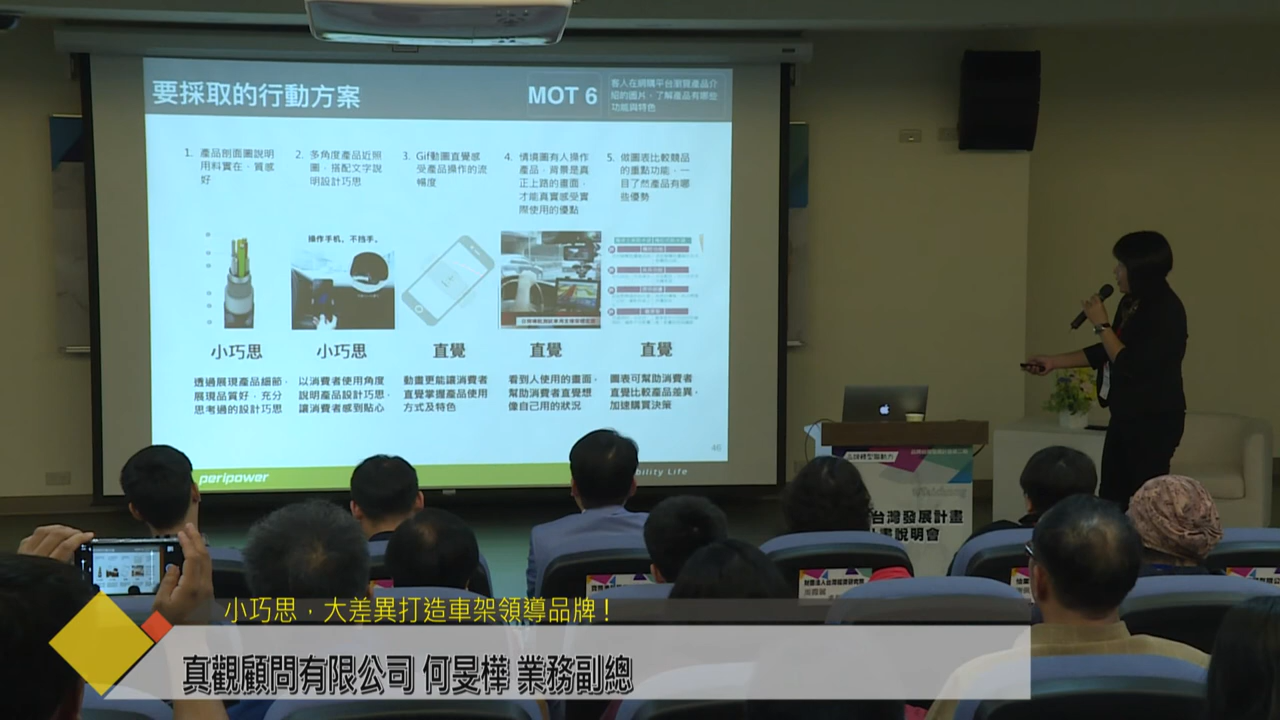 要採取的行動方案
MOT 6
客人在網購平台瀏覽產品介
紹的圖片，了解產品有哪些
功能與特色
1. 產品剖面圖說明
用料實在，質感
好
2. 多角度產品近照
圖，搭配文字說
明設計巧思
3. Gif動圖直覺感
受產品操作的流
暢度
4. 情境圖有人操作
產品，背景是真
正上路的畫面，
才能真實感受實
際使用的優點
5. 做圖表比較競品
的重點功能，一
目了然產品有哪
些優勢
操作手机、不挡手。
小巧思
小巧思
直覺
直覺
直覺
透過展現產品細節，
展現品質好，充分
思考過的設計巧思
以消費者使用角度
說明產品設計巧思，
讓消費者感到貼心
動畫更能讓消費者
直覺掌握產品使用
方式及特色
看到人使用的畫面，
幫助消費者直覺想
像自己用的狀況
圖表可幫助消費者
直覺比較產品差異，
加速購買決策
46
peripower
bility Life
台灣發展計畫
畫說明會
小巧思，大差異打造車架領導品牌！
真觀顧問有限公司 何旻樺 業務副總